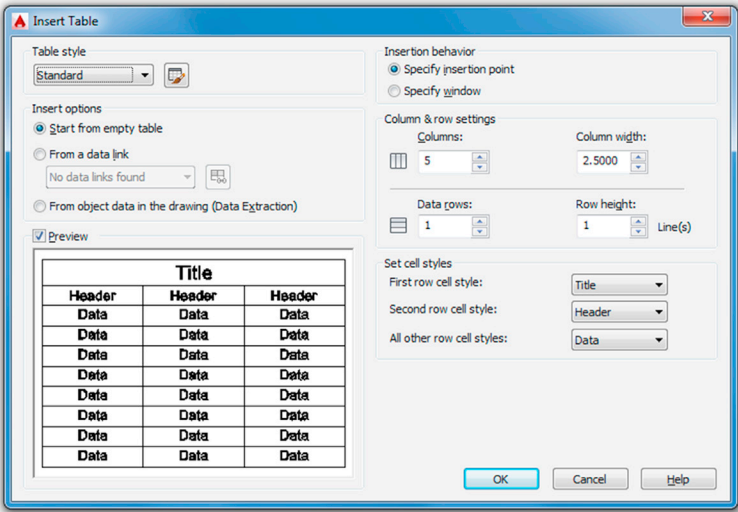 Insert Table
Table style
Standard
Insert options
Start from empty table
From a data link
No data links found
From object data in the drawing (Data Extraction)
Preview
Title
Header Header Header
Data Data Data
Data Data Data
Data Data Data
Data Data Data
Data Data Data
Data Data Data
Data Data Data
Data Data Data
Insertion behavior
Specify insertion point
Specify window
Column & row settings
Columns: Column width:
5 2.5000
Data rows: Row height:
1 1 Line(s)
Set cell styles
First row cell style: Title
Second row cell style: Header
All other row cell styles: Data
OK Cancel Help